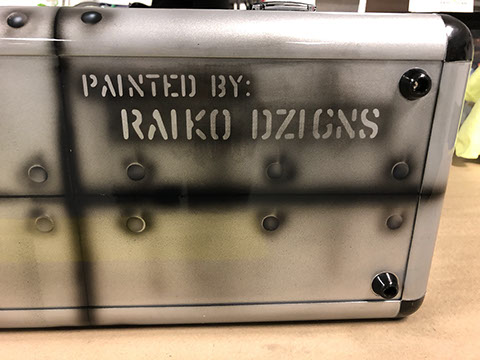 PAINTED BY:
RAIKO DZIGNS